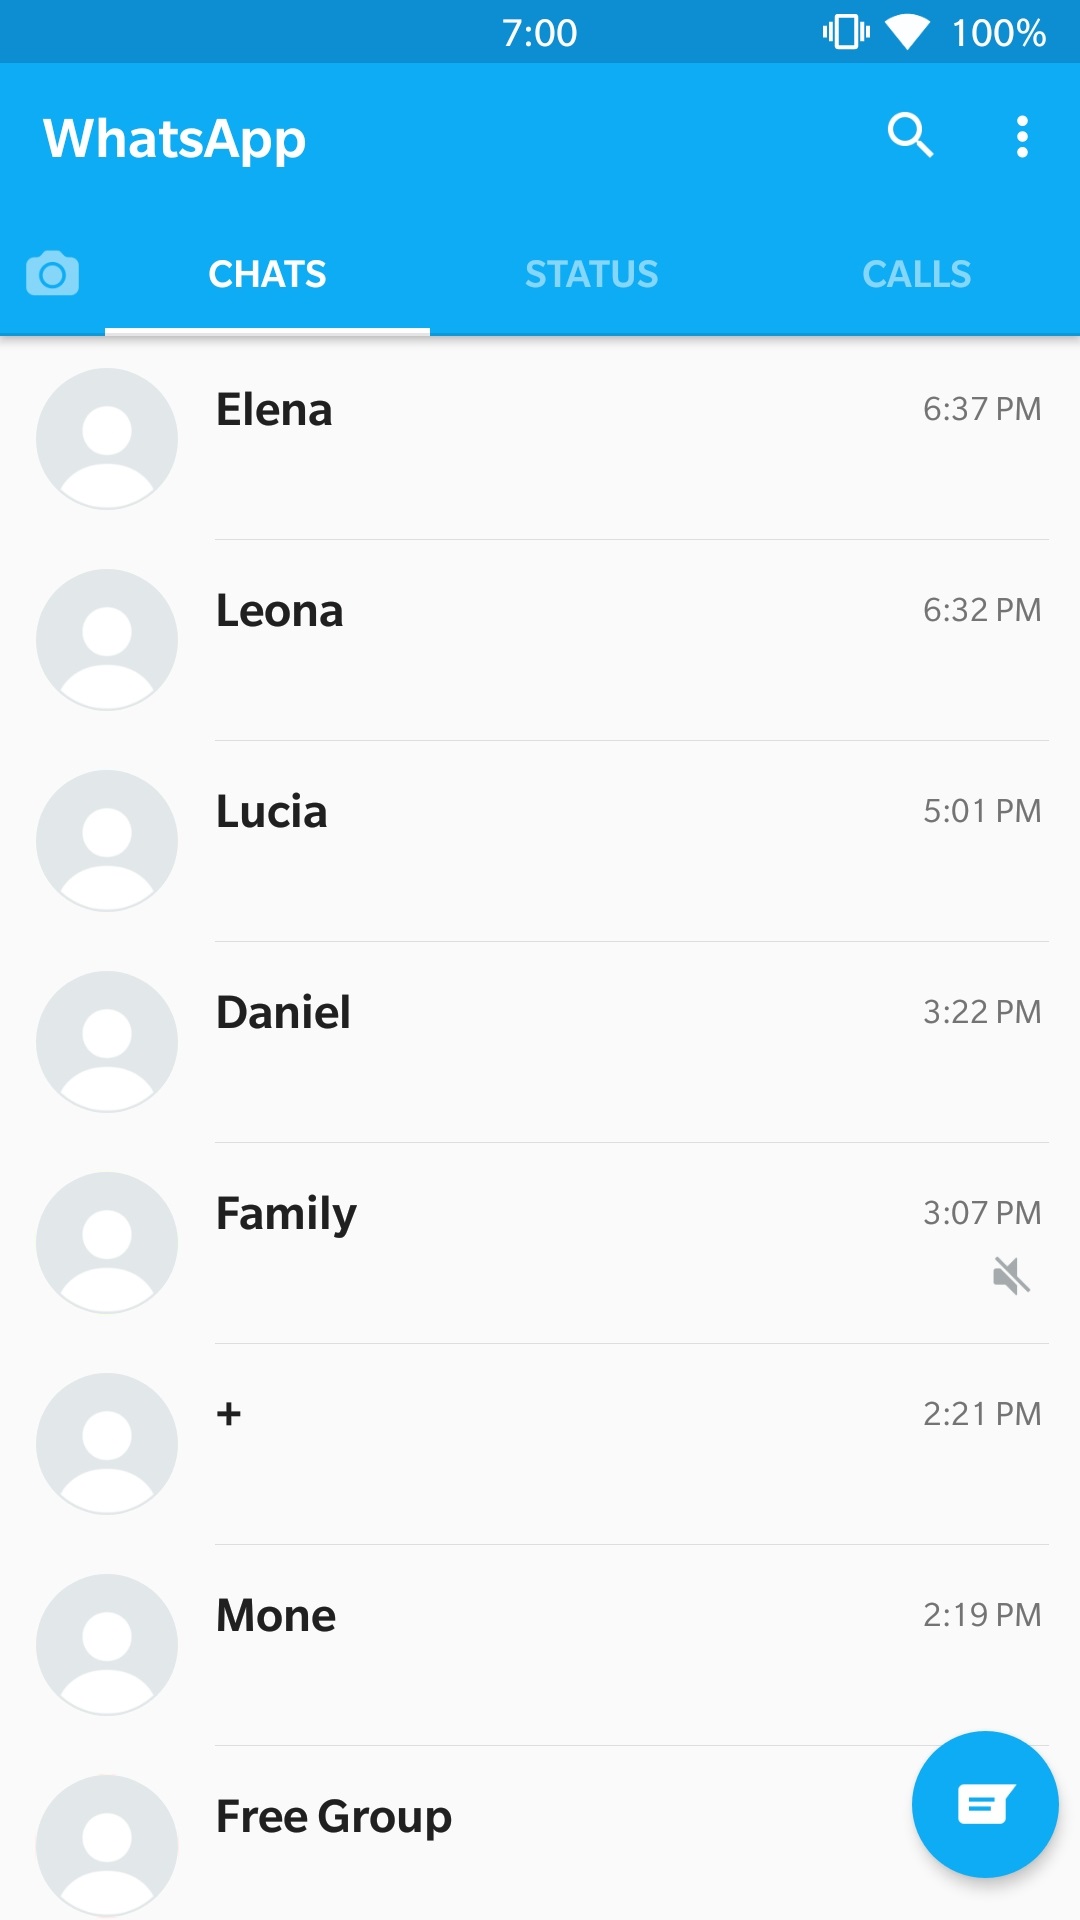 7:00 100%
WhatsApp
CHATS STATUS CALLS
Elena 6:37 PM
Leona 6:32 PM
Lucia 5:01 PM
Daniel 3:22 PM
Family 3:07 PM
+ 2:21 PM
Mone 2:19 PM
Free Group